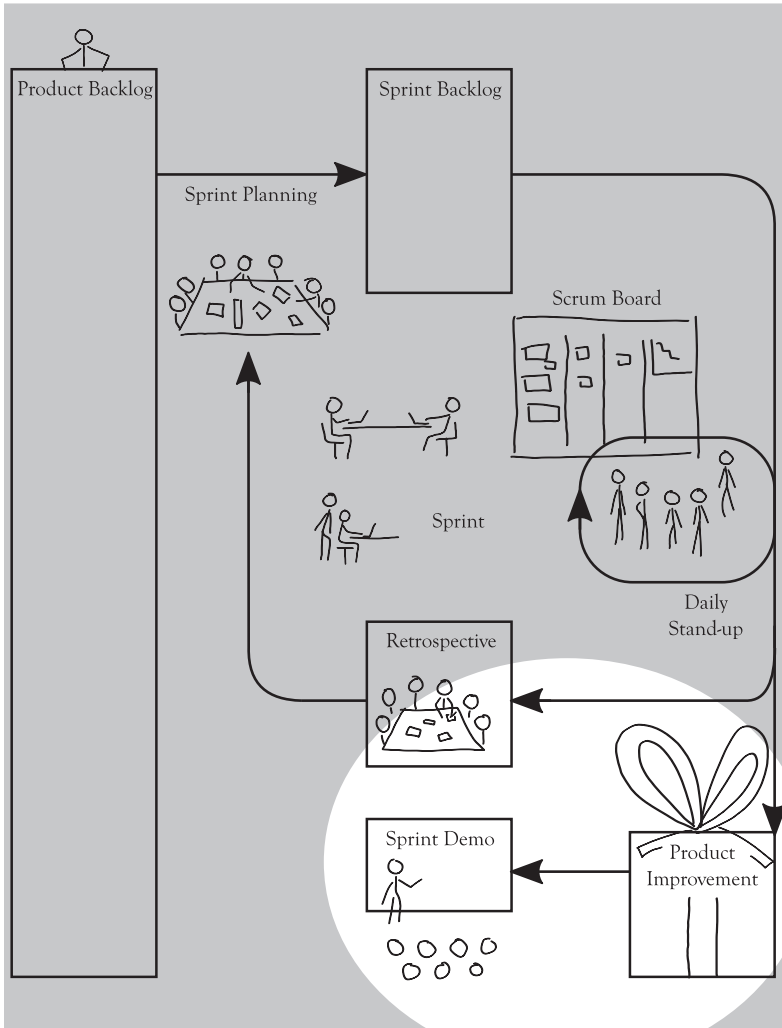 Product Backlog
Sprint Backlog
Sprint Planning
Scrum Board
Sprint
Daily
Stand-up
Retrospective
Sprint Demo
Product
Improvement